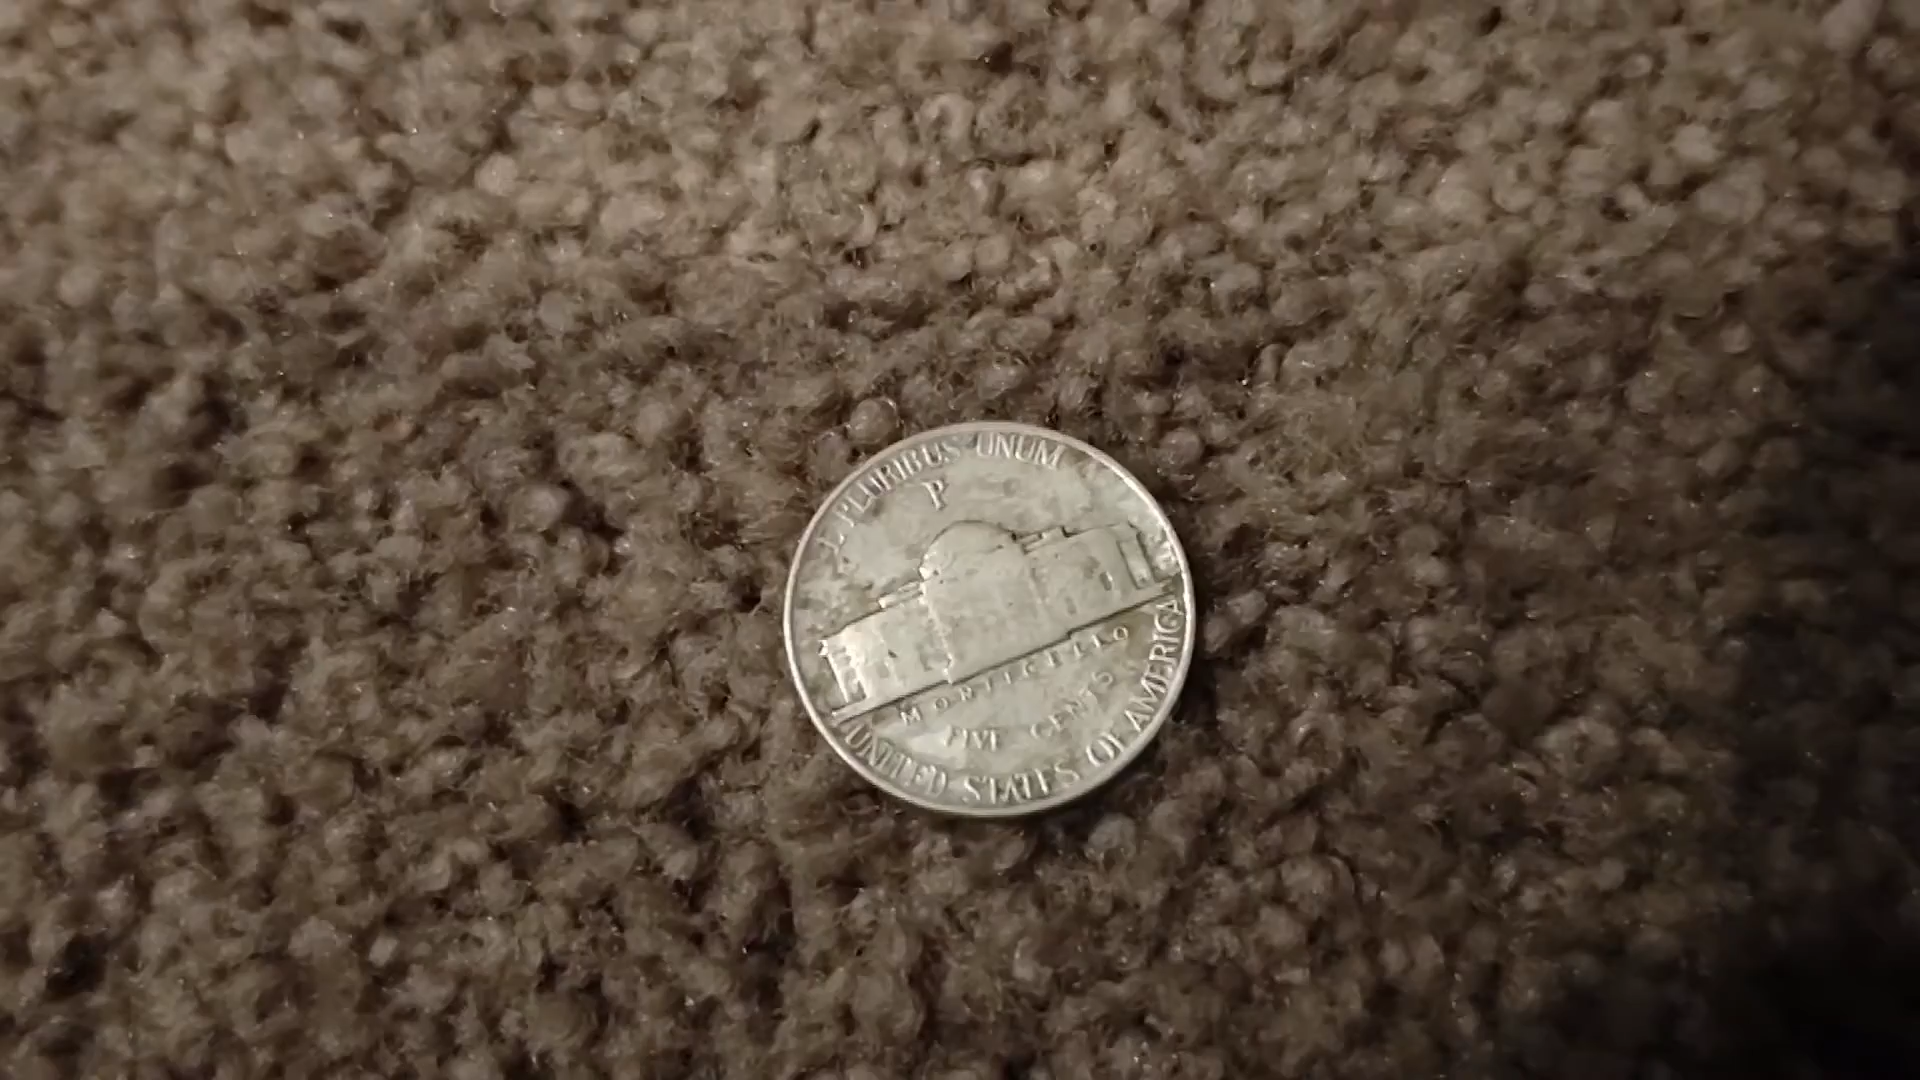 E PLURIBUS UNUM
P
MONTICELLO
FIVE CENTS
UNITED STATES OF AMERICA